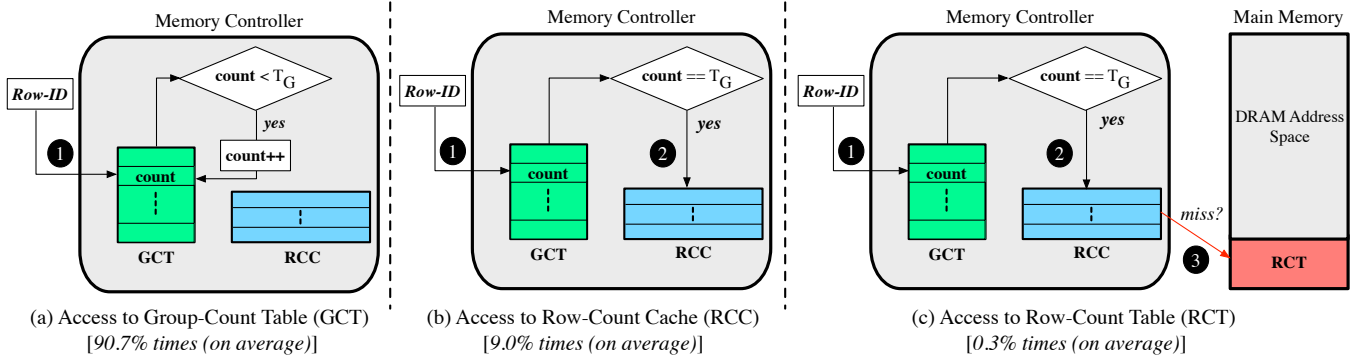 Memory Controller
Row-ID
count < TG
yes
1
count++
count
GCT
RCC
(a) Access to Group-Count Table (GCT)
[90.7% times (on average)]
Memory Controller
Row-ID
count == TG
yes
1
2
count
GCT
RCC
(b) Access to Row-Count Cache (RCC)
[9.0% times (on average)]
Memory Controller
Main Memory
Row-ID
count == TG
yes
DRAM Address
Space
1
2
count
miss?
3
RCT
GCT
RCC
(c) Access to Row-Count Table (RCT)
[0.3% times (on average)]